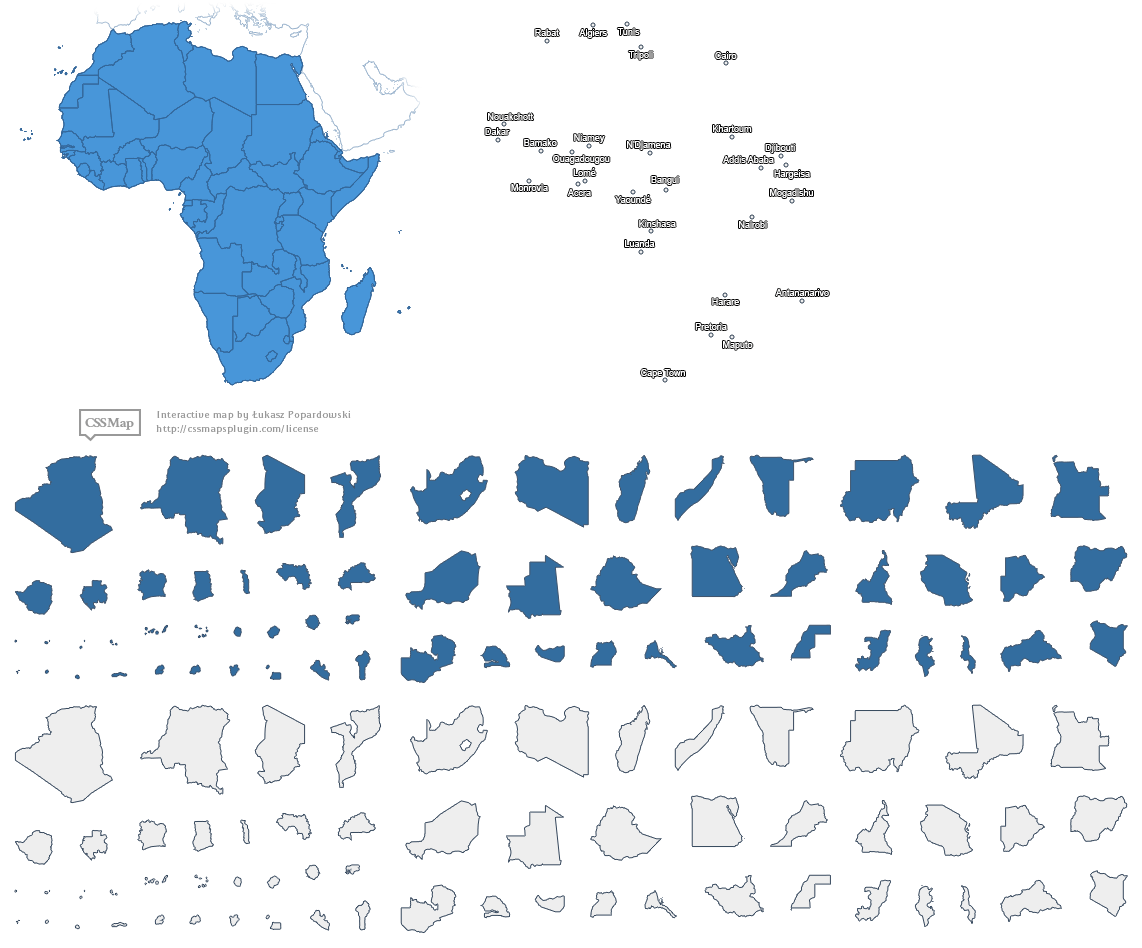 Rabat
Algiers
Tunis
Tripoli
Cairo
Nouakchott
Dakar
Bamako
Niamey
Ouagadougou
N'Djamena
Khartoum
Djibouti
Addis Ababa
Hargeisa
Monrovia
Lomé
Accra
Bangui
Yaoundé
Mogadishu
Kinshasa
Nairobi
Luanda
Harare
Antananarivo
Pretoria
Maputo
Cape Town
CSSMap
Interactive map by Łukasz Popardowski
http://cssmapsplugin.com/license